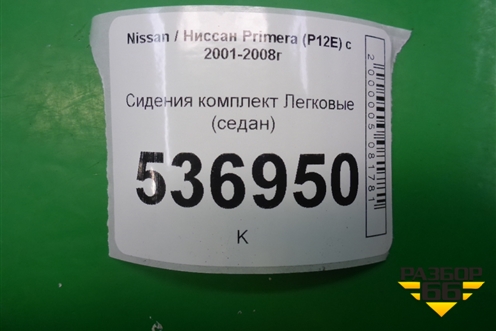 Nissan / Ниссан Primera (P12E) с
2001-2008г
Сидения комплект Легковые
(седан)
536950
К
2000005081781
РАЗБОР
66